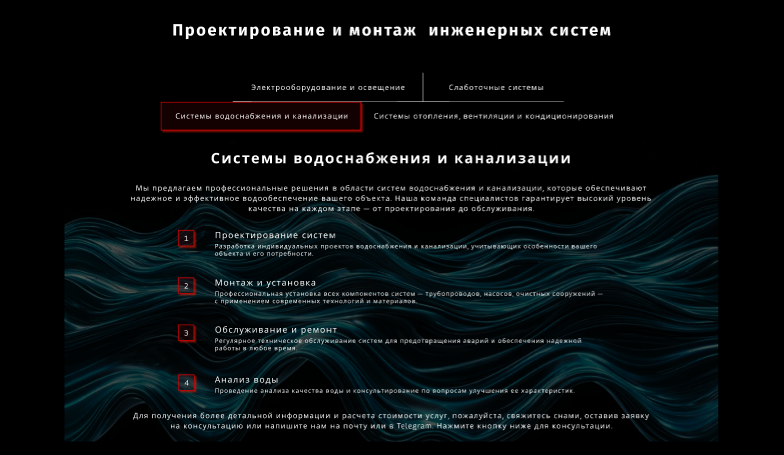 Проектирование и монтаж инженерных систем
Электрооборудование и освещение
Слаботочные системы
Системы водоснабжения и канализации
Системы отопления, вентиляции и кондиционирования
Системы водоснабжения и канализации
Мы предлагаем профессиональные решения в области систем водоснабжения и канализации, которые обеспечивают
надежное и эффективное водообеспечение вашего объекта. Наша команда специалистов гарантирует высокий уровень
качества на каждом этапе — от проектирования до обслуживания.
1
Проектирование систем
Разработка индивидуальных проектов водоснабжения и канализации, учитывающих особенности вашего
объекта и его потребности.
2
Монтаж и установка
Профессиональная установка всех компонентов систем — трубопроводов, насосов, очистных сооружений —
с применением современных технологий и материалов.
3
Обслуживание и ремонт
Регулярное техническое обслуживание систем для предотвращения аварий и обеспечения надежной
работы в любое время.
4
Анализ воды
Проведение анализа качества воды и консультирование по вопросам улучшения ее характеристик.
Для получения более детальной информации и расчета стоимости услуг, пожалуйста, свяжитесь снами, оставив заявку
на консультацию или напишите нам на почту или в Telegram. Нажмите кнопку ниже для консультации.